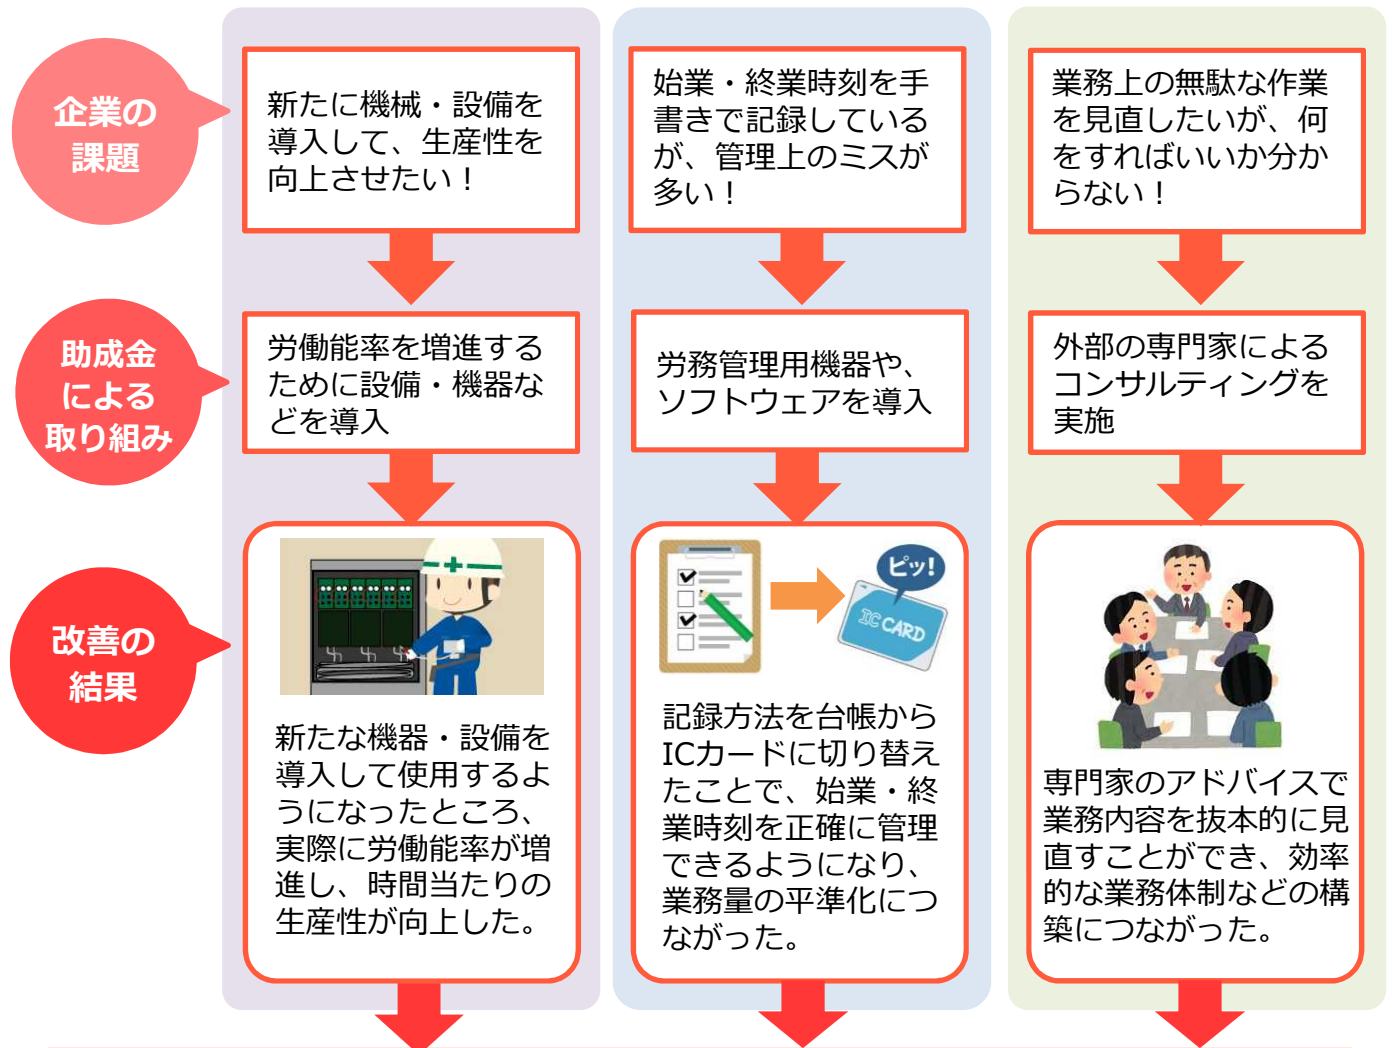 企業の
課題
新たに機械・設備を
導入して、生産性を
向上させたい！
始業・終業時刻を手
書きで記録している
が、管理上のミスが
多い！
業務上の無駄な作業
を見直したいが、何
をすればいいか分か
らない！
助成金
による
取り組み
労働能率を増進する
ために設備・機器な
どを導入
労務管理用機器や、
ソフトウェアを導入
外部の専門家による
コンサルティングを
実施
改善の
結果
新たな機器・設備を
導入して使用するよ
うになったところ、
実際に労働能率が増
進し、時間当たりの
生産性が向上した。
ピッ!
IC CARD
記録方法を台帳から
ICカードに切り替え
たことで、始業・終
業時刻を正確に管理
できるようになり、
業務量の平準化につ
ながった。
専門家のアドバイスで
業務内容を抜本的に見
直すことができ、効率
的な業務体制などの構
築につながった。